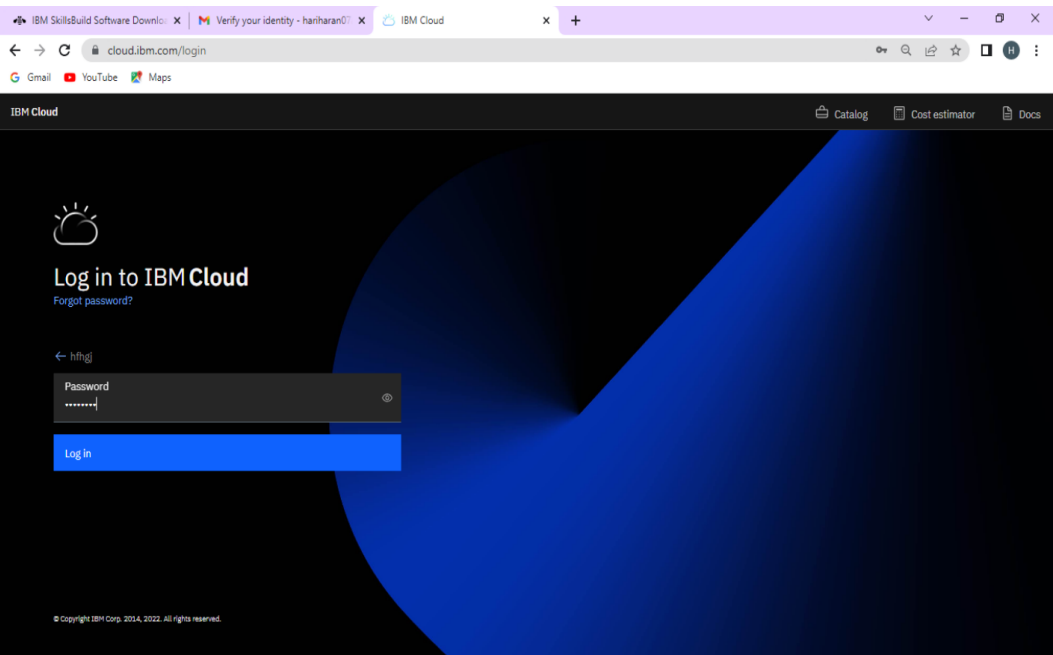 IBM SkillsBuild Software Downloa
Verify your identity - hariharan07
IBM Cloud
cloud.ibm.com/login
H
Gmail
YouTube
Maps
IBM Cloud
Catalog
Cost estimator
Docs
Log in to IBM Cloud
Forgot password?
← hfhgj
Password
••••••••
Log in
© Copyright IBM Corp. 2014, 2022. All rights reserved.